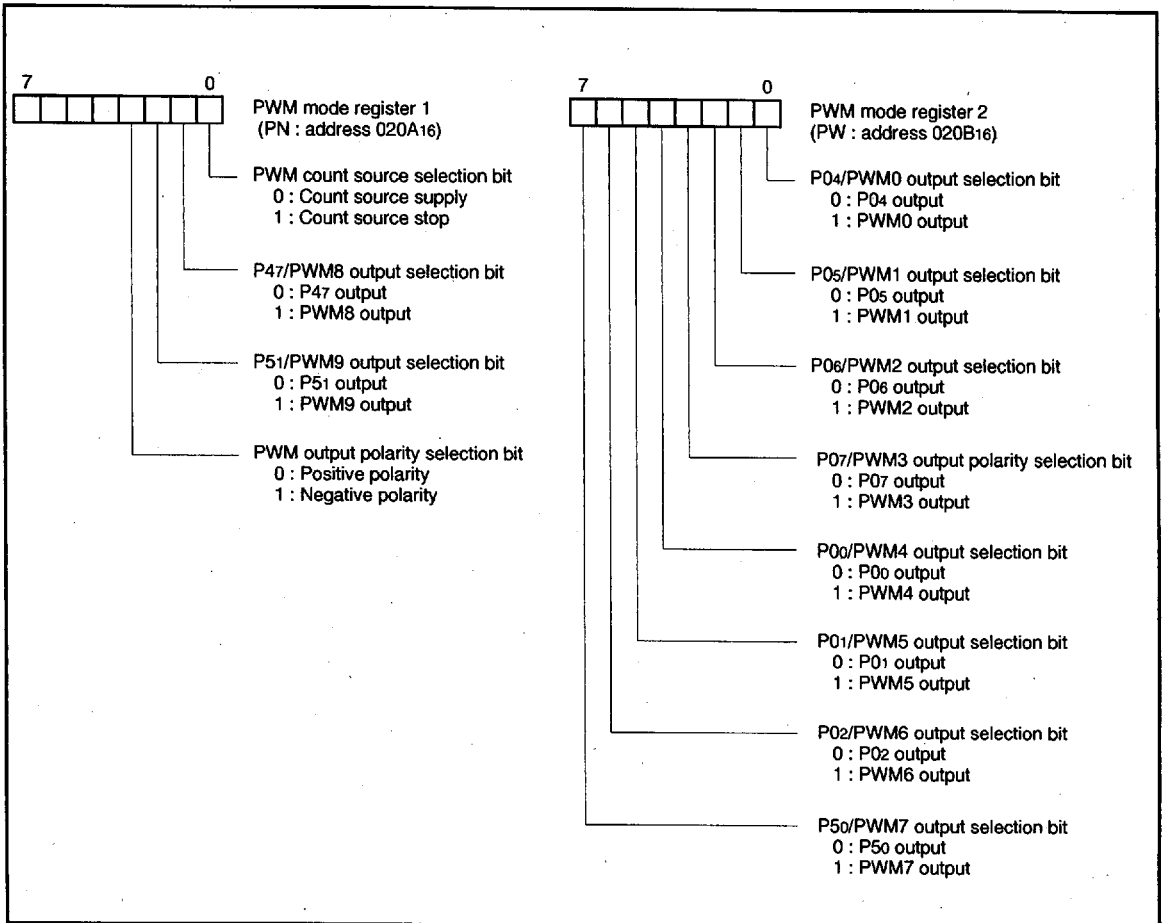 7 0
PWM mode register 1
(PN : address 020A16)
PWM count source selection bit
0 : Count source supply
1 : Count source stop
P47/PWM8 output selection bit
0 : P47 output
1 : PWM8 output
P51/PWM9 output selection bit
0 : P51 output
1 : PWM9 output
PWM output polarity selection bit
0 : Positive polarity
1 : Negative polarity
7 0
PWM mode register 2
(PW : address 020B16)
P04/PWM0 output selection bit
0 : P04 output
1 : PWM0 output
P05/PWM1 output selection bit
0 : P05 output
1 : PWM1 output
P06/PWM2 output selection bit
0 : P06 output
1 : PWM2 output
P07/PWM3 output polarity selection bit
0 : P07 output
1 : PWM3 output
P00/PWM4 output selection bit
0 : P00 output
1 : PWM4 output
P01/PWM5 output selection bit
0 : P01 output
1 : PWM5 output
P02/PWM6 output selection bit
0 : P02 output
1 : PWM6 output
P50/PWM7 output selection bit
0 : P50 output
1 : PWM7 output